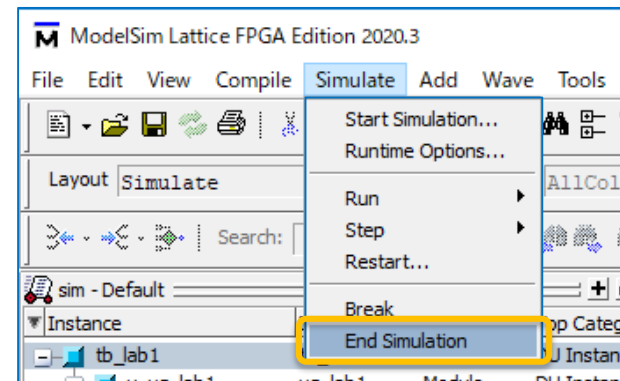 ModelSim Lattice FPGA Edition 2020.3
File Edit View Compile Simulate Add Wave Tools
Start Simulation...
Runtime Options...
Layout Simulate
AllCol
Run
Search:
Step
Restart...
sim - Default
Break
Instance
End Simulation
tb_lab1